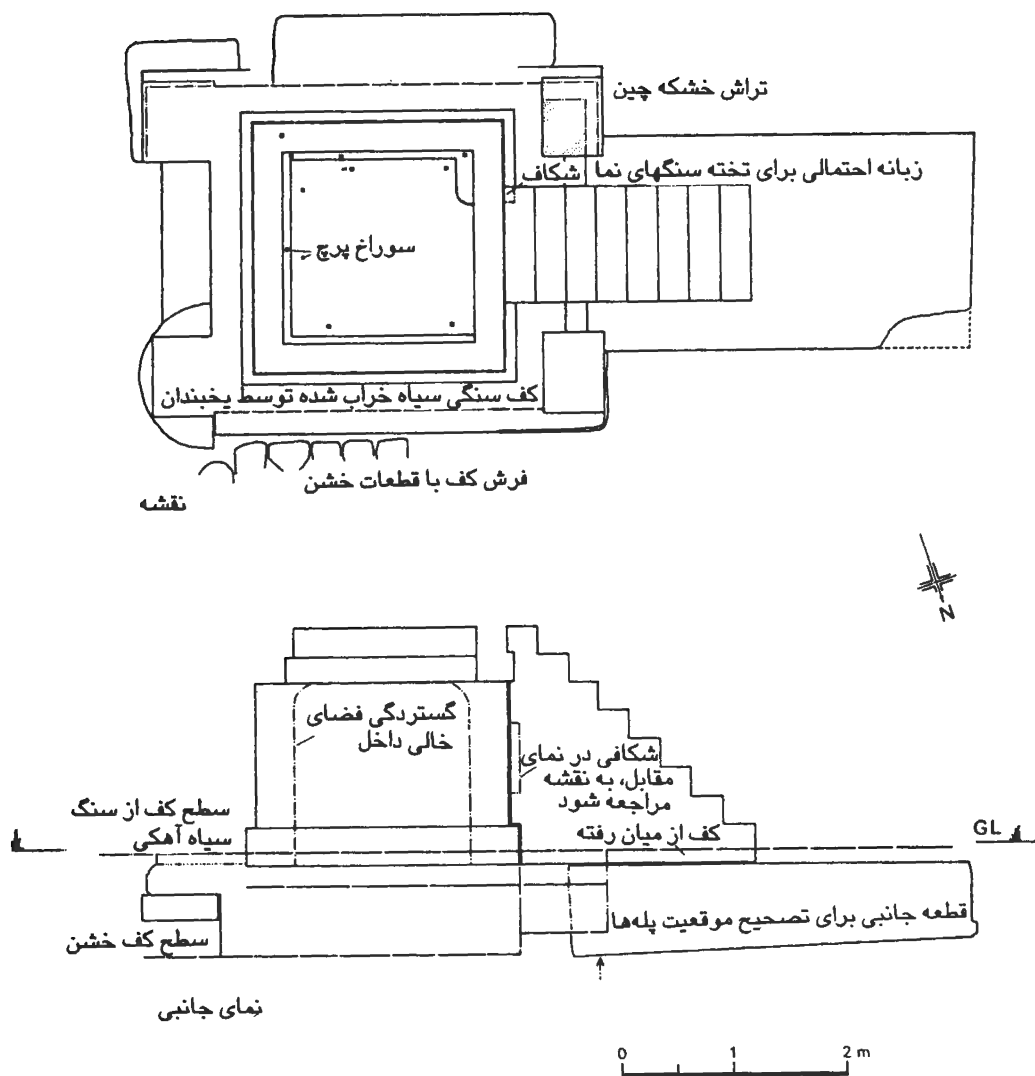 تراش خشکه چین
زبانه احتمالی برای تخته سنگهای نما
شکاف
سوراخ پرچ
کف سنگی سیاه خراب شده توسط یخبندان
فرش کف با قطعات خشن
نقشه
N
گستردگی فضای
خالی داخل
شکافی در نمای
مقابل، به نقشه
مراجعه شود
سطح کف از سنگ
سیاه آهکی
کف از میان رفته
GL
قطعه جانبی برای تصحیح موقعیت پله‌ها
سطح کف خشن
نمای جانبی
0 1 2 m